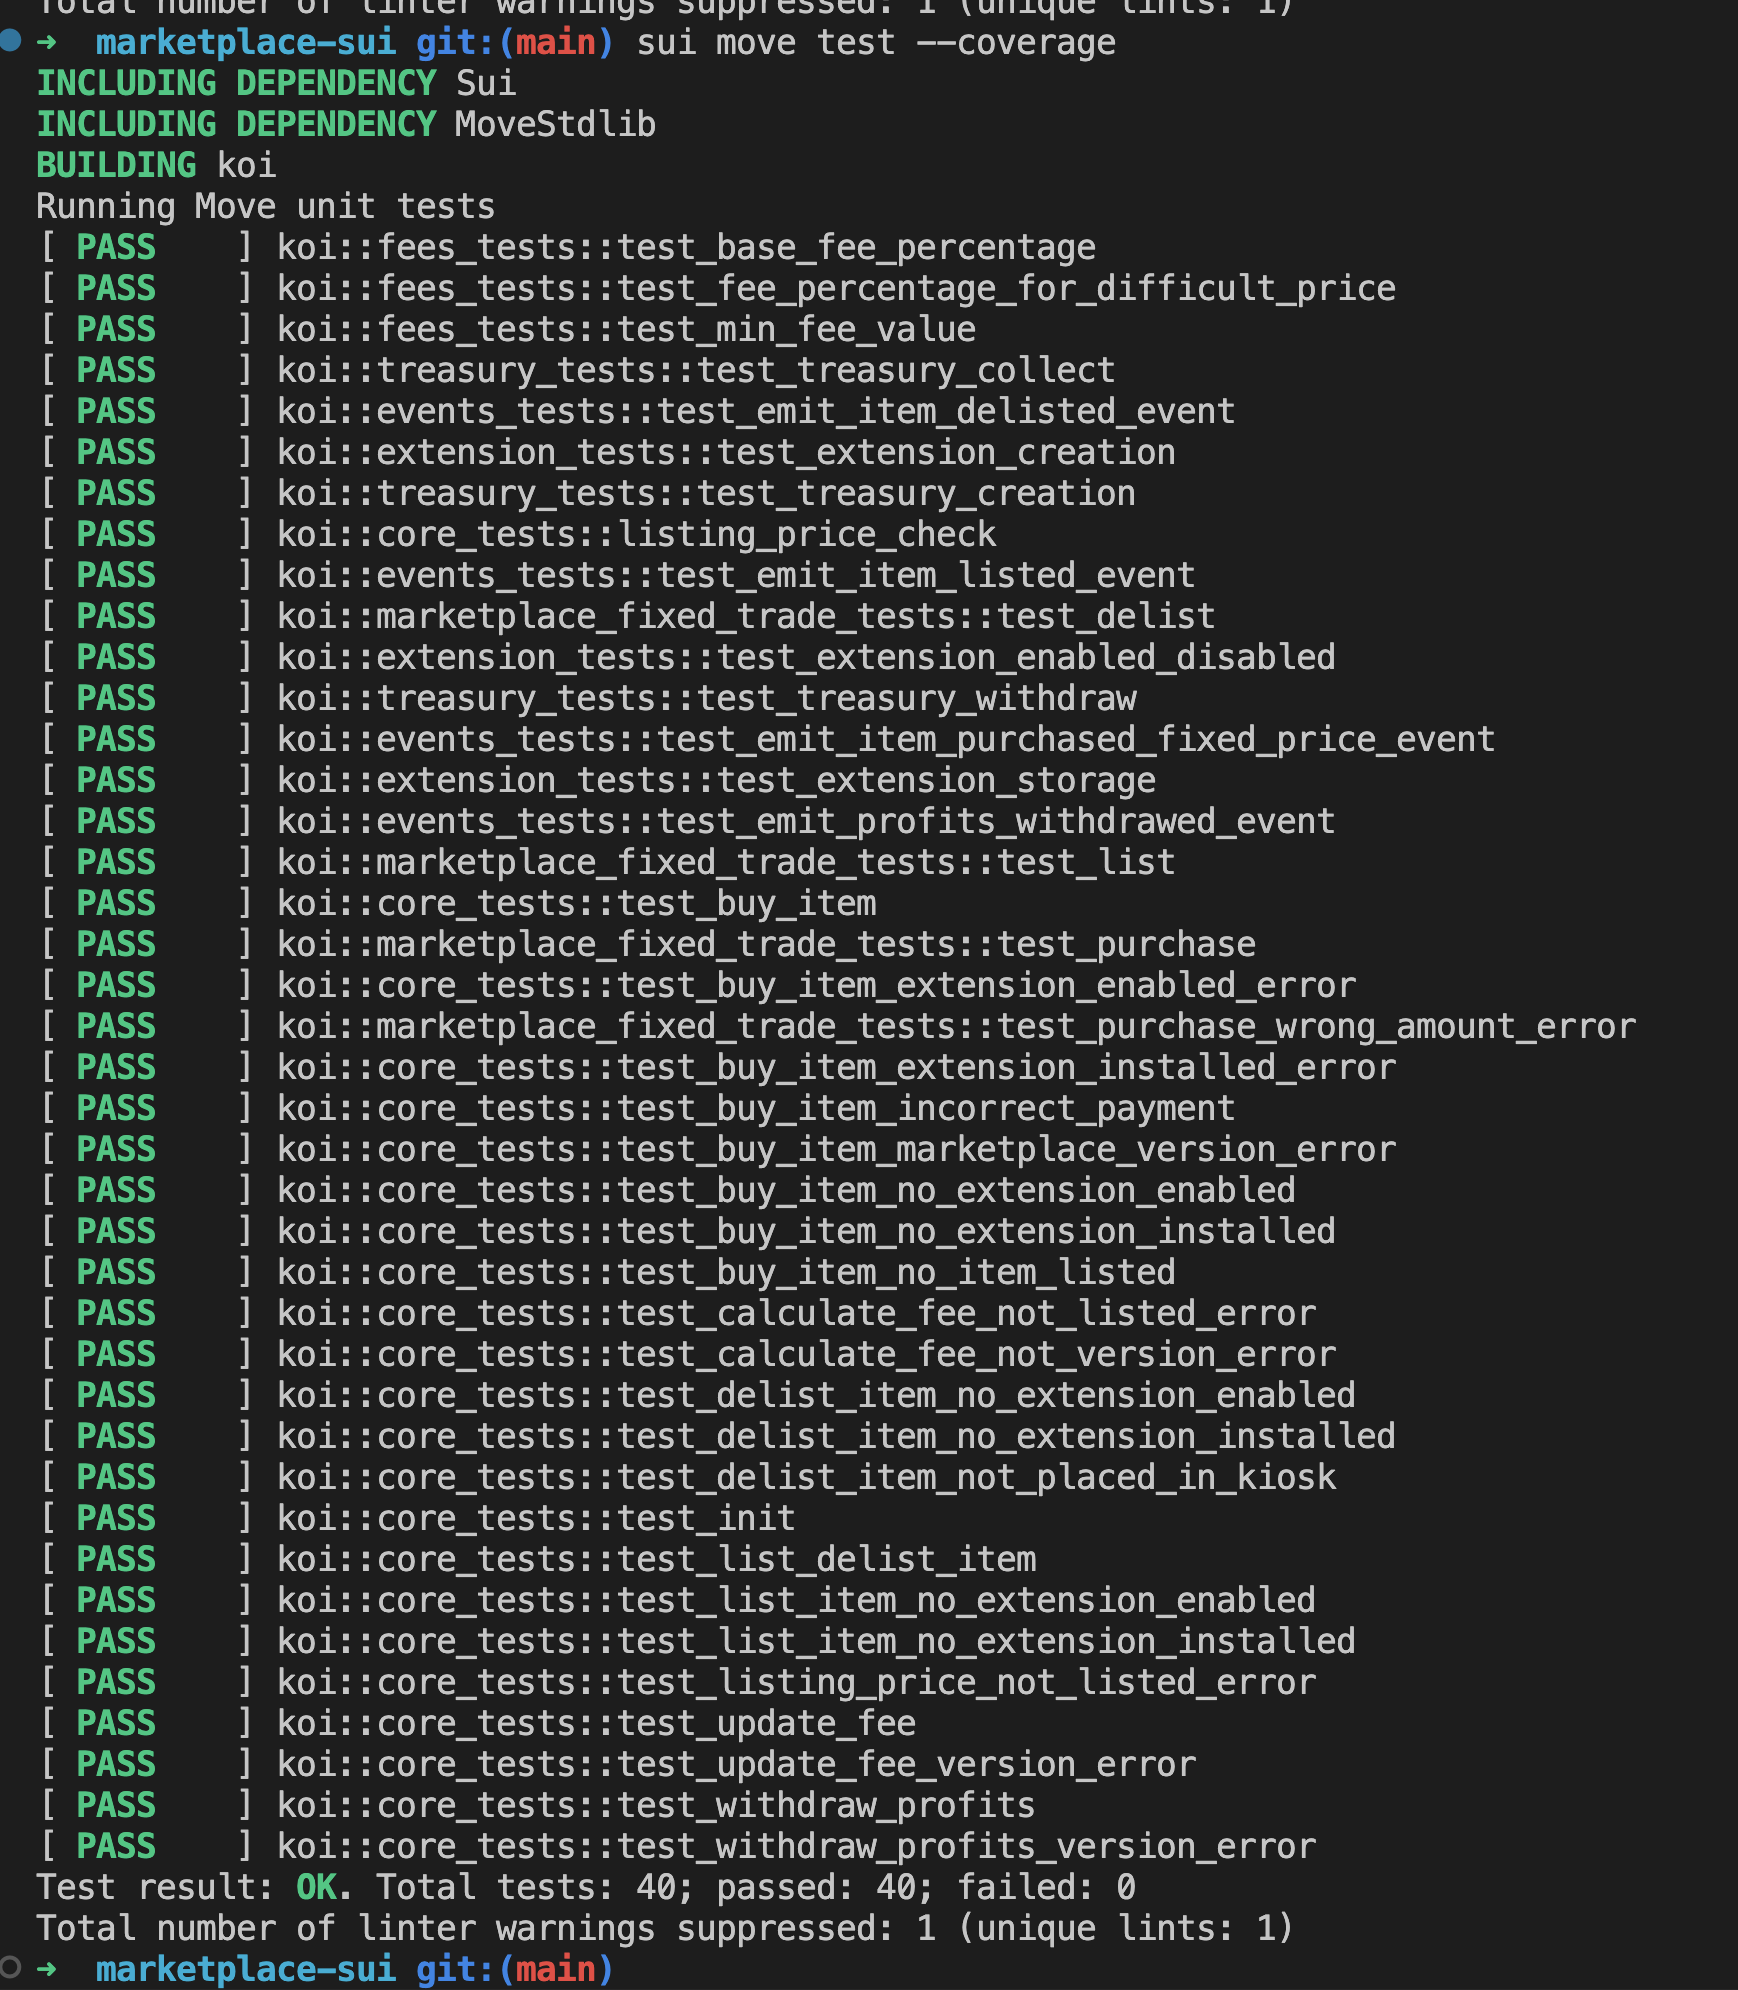 Total number of linter warnings suppressed: 1 (unique lints: 1)
➜  marketplace-sui git:(main) sui move test --coverage
INCLUDING DEPENDENCY Sui
INCLUDING DEPENDENCY MoveStdlib
BUILDING koi
Running Move unit tests
[ PASS    ] koi::fees_tests::test_base_fee_percentage
[ PASS    ] koi::fees_tests::test_fee_percentage_for_difficult_price
[ PASS    ] koi::fees_tests::test_min_fee_value
[ PASS    ] koi::treasury_tests::test_treasury_collect
[ PASS    ] koi::events_tests::test_emit_item_delisted_event
[ PASS    ] koi::extension_tests::test_extension_creation
[ PASS    ] koi::treasury_tests::test_treasury_creation
[ PASS    ] koi::core_tests::listing_price_check
[ PASS    ] koi::events_tests::test_emit_item_listed_event
[ PASS    ] koi::marketplace_fixed_trade_tests::test_delist
[ PASS    ] koi::extension_tests::test_extension_enabled_disabled
[ PASS    ] koi::treasury_tests::test_treasury_withdraw
[ PASS    ] koi::events_tests::test_emit_item_purchased_fixed_price_event
[ PASS    ] koi::extension_tests::test_extension_storage
[ PASS    ] koi::events_tests::test_emit_profits_withdrawed_event
[ PASS    ] koi::marketplace_fixed_trade_tests::test_list
[ PASS    ] koi::core_tests::test_buy_item
[ PASS    ] koi::marketplace_fixed_trade_tests::test_purchase
[ PASS    ] koi::core_tests::test_buy_item_extension_enabled_error
[ PASS    ] koi::marketplace_fixed_trade_tests::test_purchase_wrong_amount_error
[ PASS    ] koi::core_tests::test_buy_item_extension_installed_error
[ PASS    ] koi::core_tests::test_buy_item_incorrect_payment
[ PASS    ] koi::core_tests::test_buy_item_marketplace_version_error
[ PASS    ] koi::core_tests::test_buy_item_no_extension_enabled
[ PASS    ] koi::core_tests::test_buy_item_no_extension_installed
[ PASS    ] koi::core_tests::test_buy_item_no_item_listed
[ PASS    ] koi::core_tests::test_calculate_fee_not_listed_error
[ PASS    ] koi::core_tests::test_calculate_fee_not_version_error
[ PASS    ] koi::core_tests::test_delist_item_no_extension_enabled
[ PASS    ] koi::core_tests::test_delist_item_no_extension_installed
[ PASS    ] koi::core_tests::test_delist_item_not_placed_in_kiosk
[ PASS    ] koi::core_tests::test_init
[ PASS    ] koi::core_tests::test_list_delist_item
[ PASS    ] koi::core_tests::test_list_item_no_extension_enabled
[ PASS    ] koi::core_tests::test_list_item_no_extension_installed
[ PASS    ] koi::core_tests::test_listing_price_not_listed_error
[ PASS    ] koi::core_tests::test_update_fee
[ PASS    ] koi::core_tests::test_update_fee_version_error
[ PASS    ] koi::core_tests::test_withdraw_profits
[ PASS    ] koi::core_tests::test_withdraw_profits_version_error
Test result: OK. Total tests: 40; passed: 40; failed: 0
Total number of linter warnings suppressed: 1 (unique lints: 1)
➜  marketplace-sui git:(main)